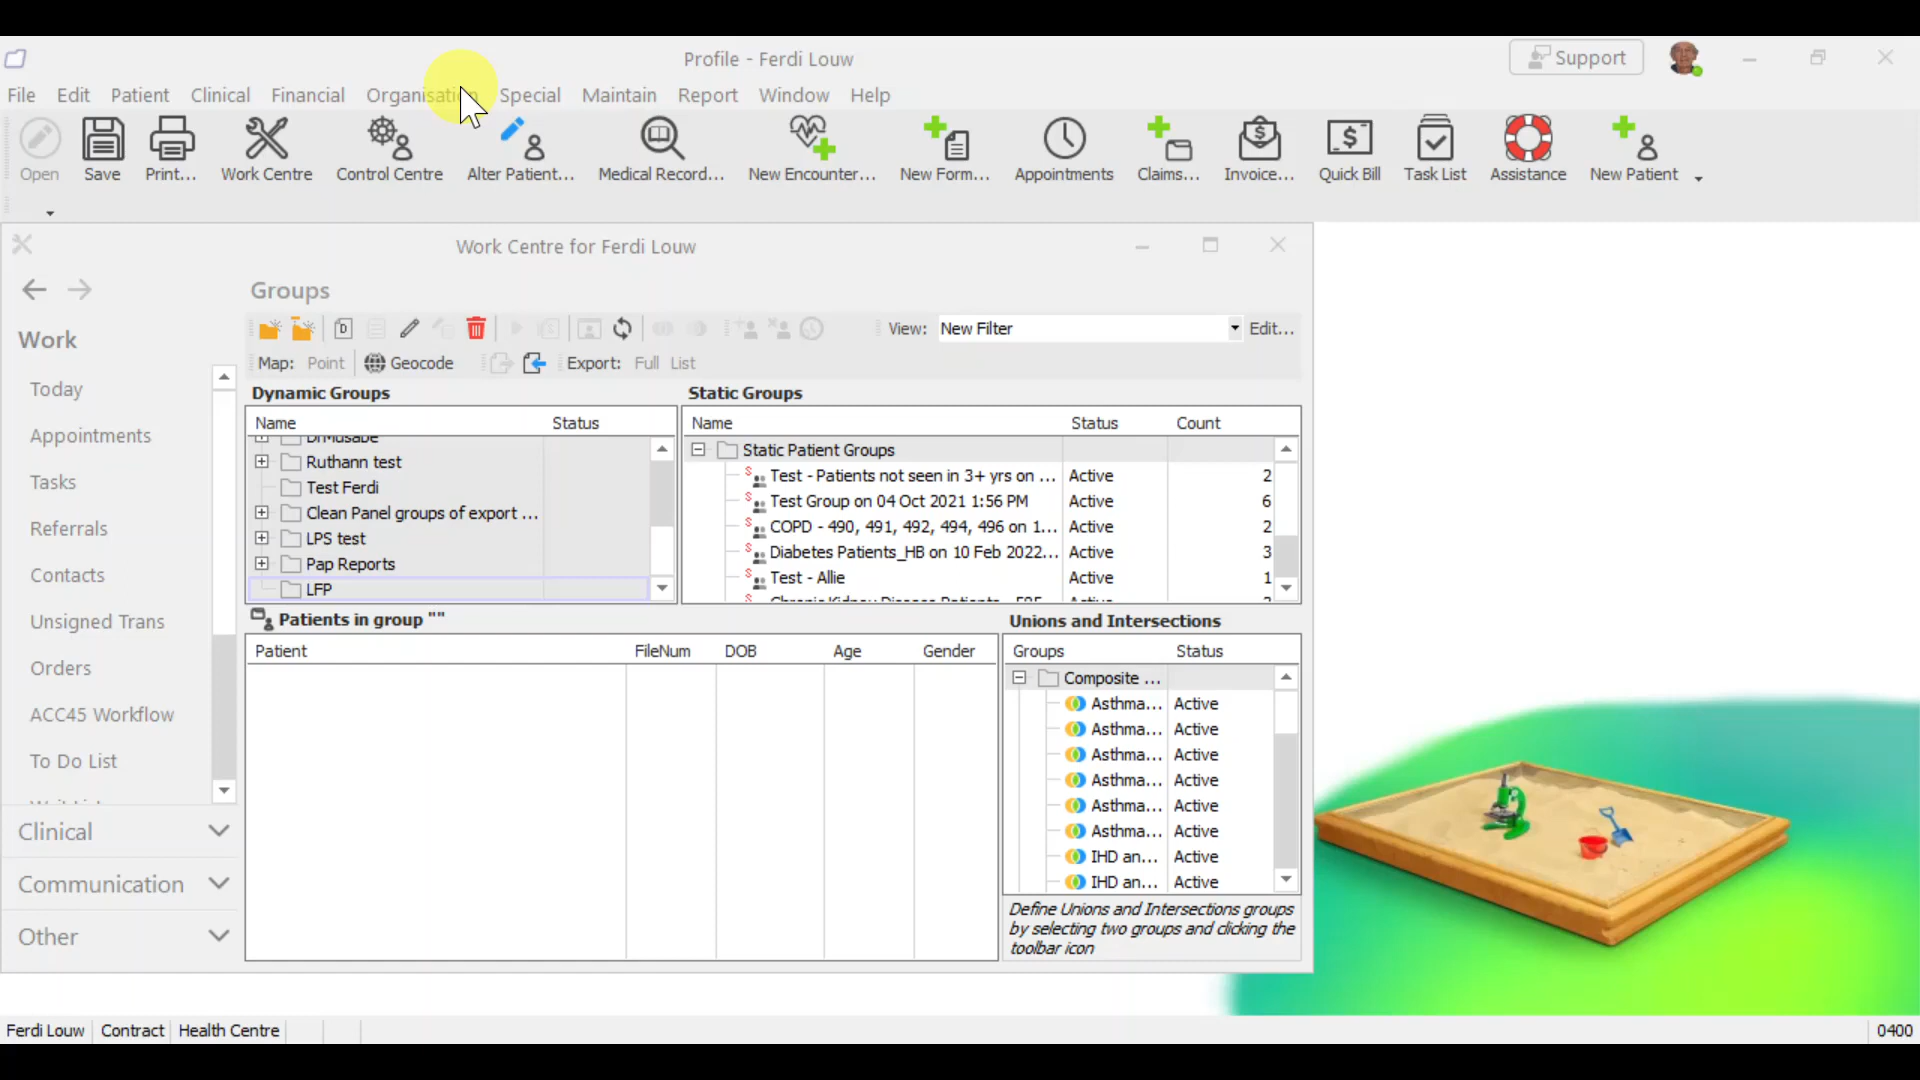 Profile - Ferdi Louw
Support
File Edit Patient Clinical Financial Organisation Special Maintain Report Window Help
Open Save Print... Work Centre Control Centre Alter Patient... Medical Record... New Encounter... New Form... Appointments Claims... Invoice... Quick Bill Task List Assistance New Patient
Work Centre for Ferdi Louw
Groups
View: New Filter Edit...
Map: Point Geocode Export: Full List
Work
Today
Appointments
Tasks
Referrals
Contacts
Unsigned Trans
Orders
ACC45 Workflow
To Do List
Clinical
Communication
Other
Dynamic Groups
Name Status
DrMusabe
Ruthann test
Test Ferdi
Clean Panel groups of export ...
LPS test
Pap Reports
LFP
Static Groups
Name Status Count
Static Patient Groups
Test - Patients not seen in 3+ yrs on ... Active 2
Test Group on 04 Oct 2021 1:56 PM Active 6
COPD - 490, 491, 492, 494, 496 on 1... Active 2
Diabetes Patients_HB on 10 Feb 2022... Active 3
Test - Allie Active 1
Patients in group ""
Patient FileNum DOB Age Gender
Unions and Intersections
Groups Status
Composite ...
Asthma... Active
Asthma... Active
Asthma... Active
Asthma... Active
Asthma... Active
Asthma... Active
IHD an... Active
IHD an... Active
Define Unions and Intersections groups
by selecting two groups and clicking the
toolbar icon
Ferdi Louw Contract Health Centre 0400